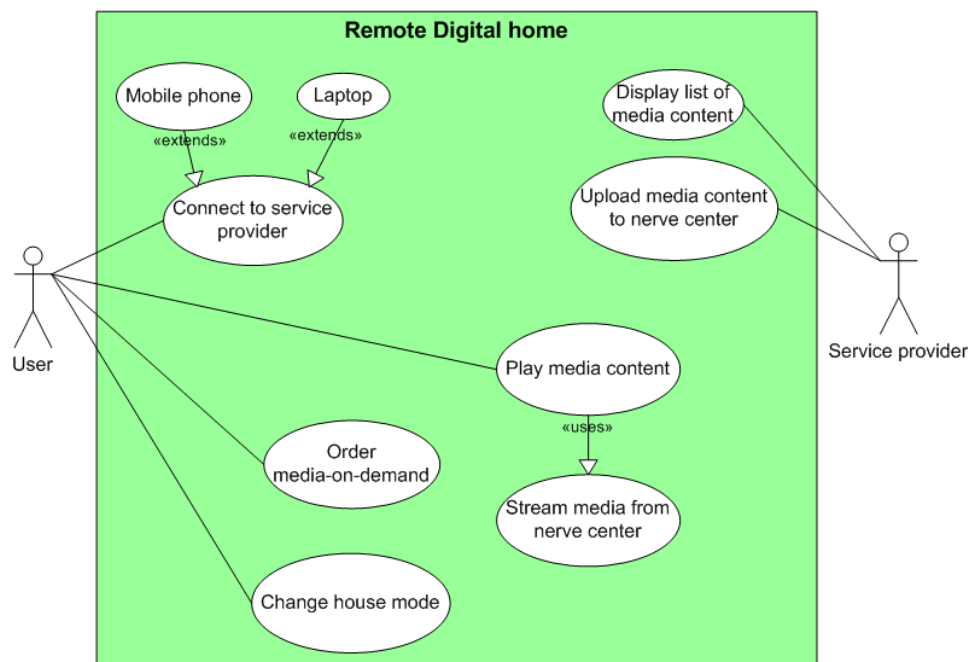 Remote Digital home
Mobile phone
Laptop
«extends»
«extends»
Connect to service
provider
Display list of
media content
Upload media content
to nerve center
User
Service provider
Play media content
«uses»
Order
media-on-demand
Stream media from
nerve center
Change house mode